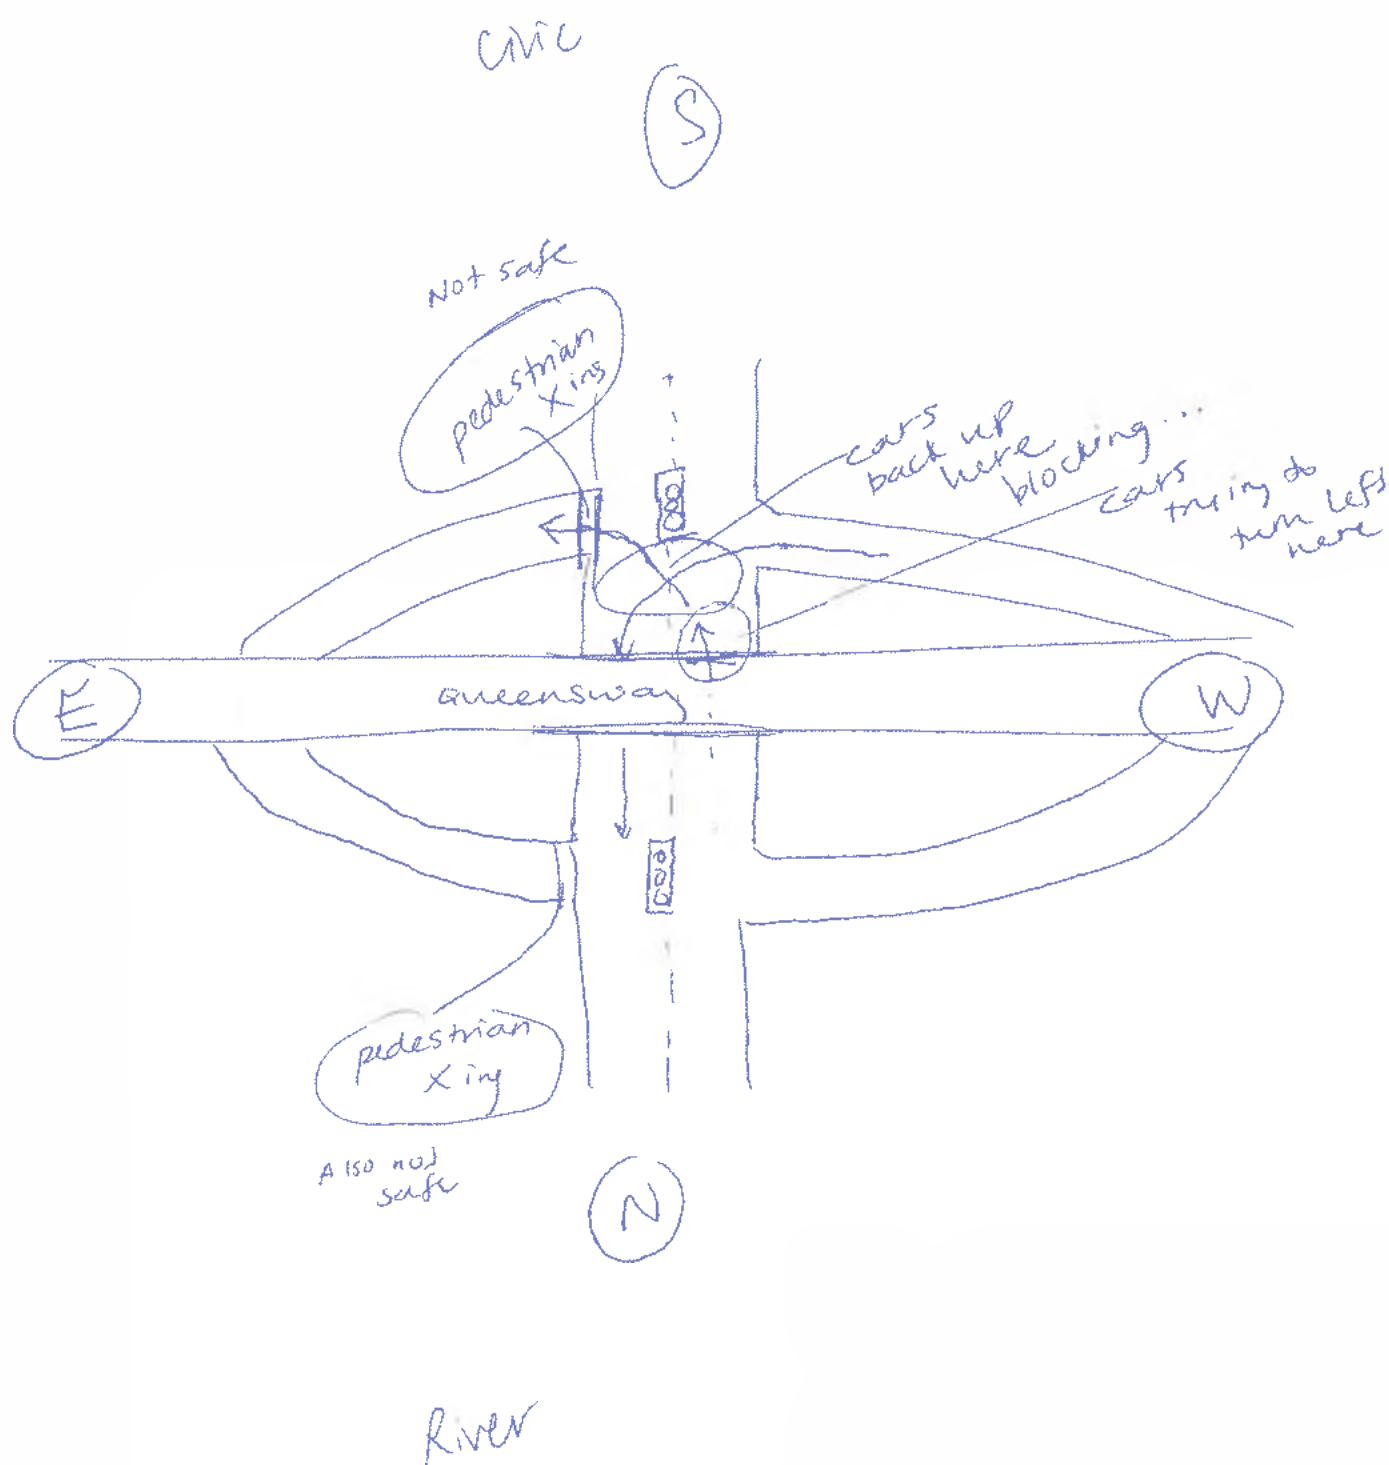 Civic
S
Not safe
pedestrian
X ing
cars
back up
here
blocking...
cars
trying to
turn left
here
E
Queensway
W
pedestrian
X ing
Also not
safe
N
River